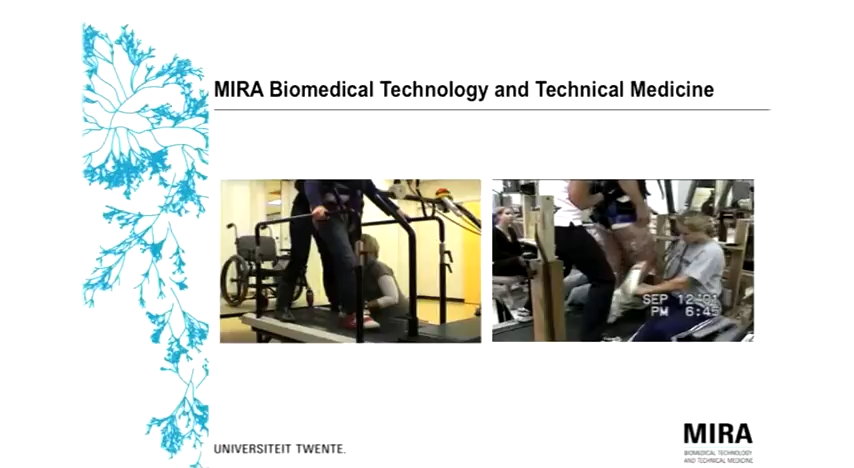 MIRA Biomedical Technology and Technical Medicine
SEP 12
PM 6:45
UNIVERSITEIT TWENTE.
MIRA
BIOMEDICAL TECHNOLOGY
AND TECHNICAL MEDICINE